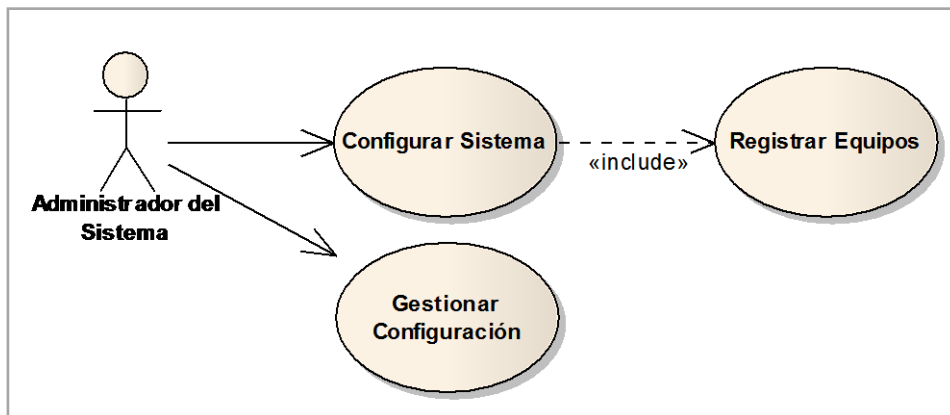 Configurar Sistema
«include»
Registrar Equipos
Administrador del
Sistema
Gestionar
Configuración